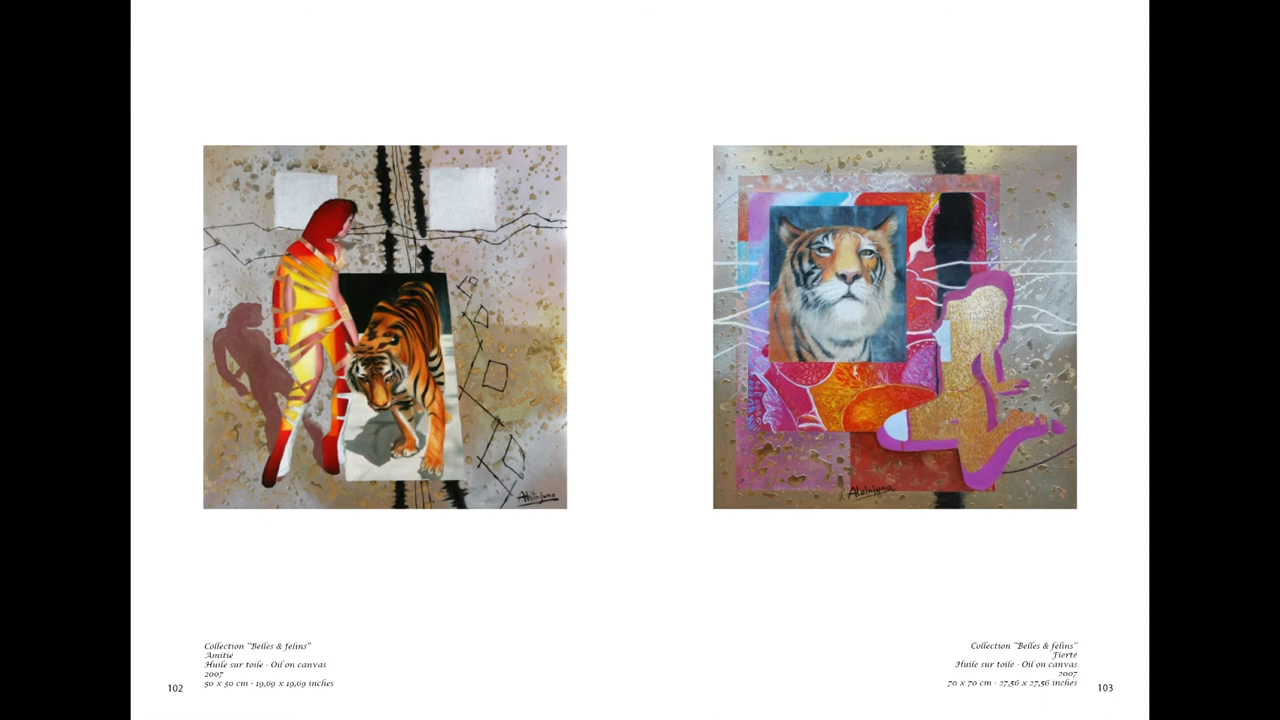 Alainjuno
Alainjuno
Collection "Belles & félins"
Amitié
Huile sur toile - Oil on canvas
2007
50 x 50 cm - 19,69 x 19,69 inches
102
Collection "Belles & félins"
Fierté
Huile sur toile - Oil on canvas
2007
70 x 70 cm - 27,56 x 27,56 inches
103